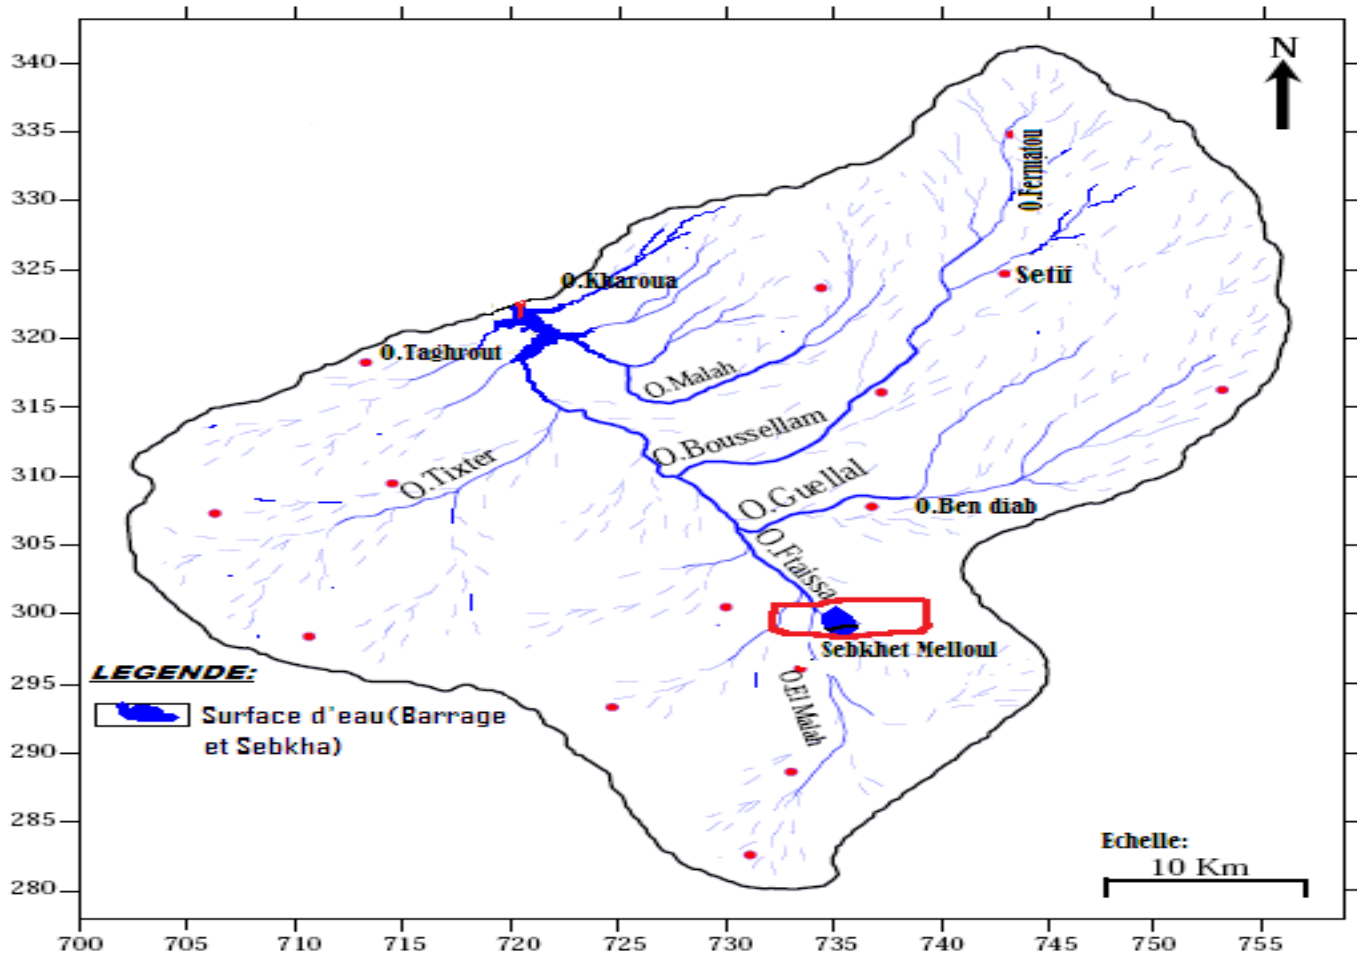 N
340
335
330
325
320
315
310
305
300
295
290
285
280
O.Fermatou
Setif
O.Kharoua
O.Taghrout
O.Malah
O.Boussellam
O.Tixter
O.Guellal
O.Ben diab
O.Ftaissa
Sebkhet Melloul
O.El Malah
LEGENDE:
Surface d'eau(Barrage
et Sebkha)
Echelle:
10 Km
700 705 710 715 720 725 730 735 740 745 750 755